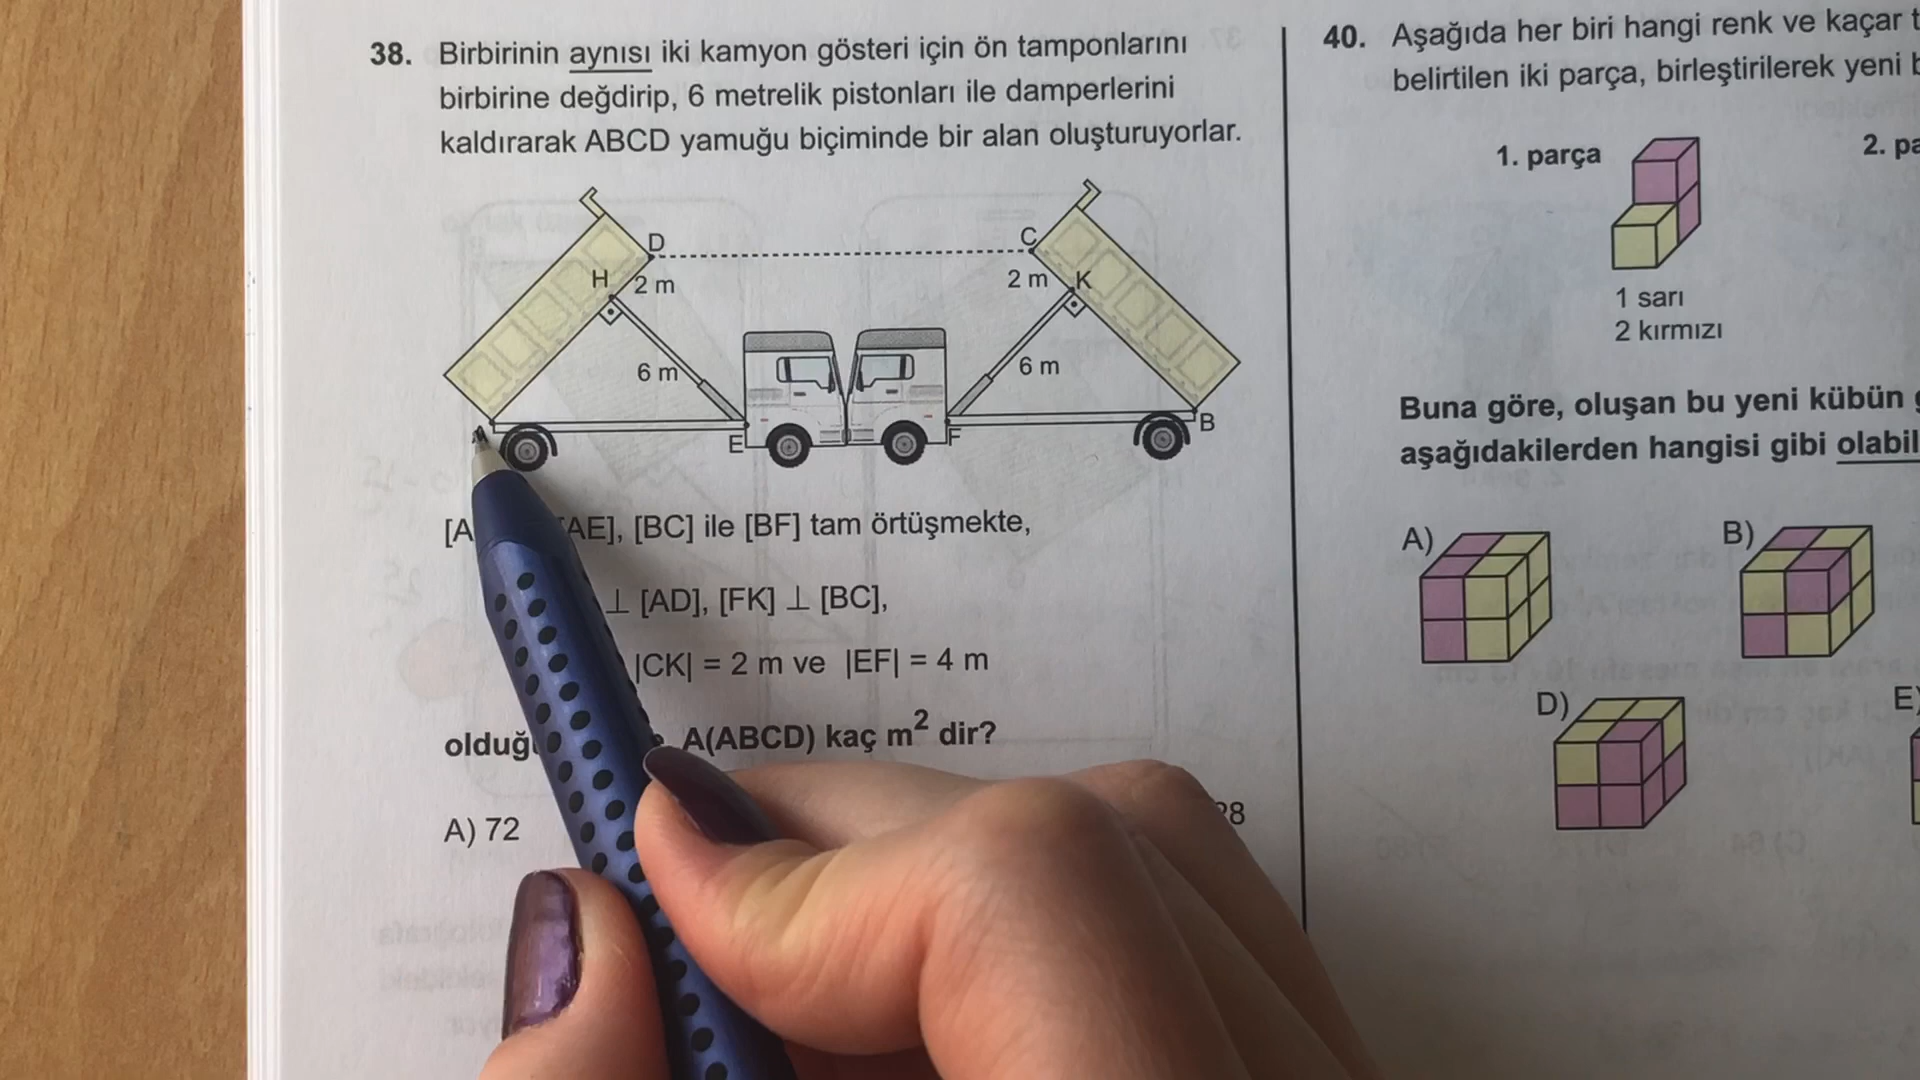 38. Birbirinin aynısı iki kamyon gösteri için ön tamponlarını
birbirine değdirip, 6 metrelik pistonları ile damperlerini
kaldırarak ABCD yamuğu biçiminde bir alan oluşturuyorlar.
D
C
H
2 m
2 m
K
6 m
6 m
E
F
B
[A
AE], [BC] ile [BF] tam örtüşmekte,
⊥ [AD], [FK] ⊥ [BC],
|CK| = 2 m ve |EF| = 4 m
A(ABCD) kaç m² dir?
A) 72
40. Aşağıda her biri hangi renk ve kaçar
belirtilen iki parça, birleştirilerek yeni
1. parça
2.
1 sarı
2 kırmızı
Buna göre, oluşan bu yeni kübün
aşağıdakilerden hangisi gibi
A)
B)
D)
E)